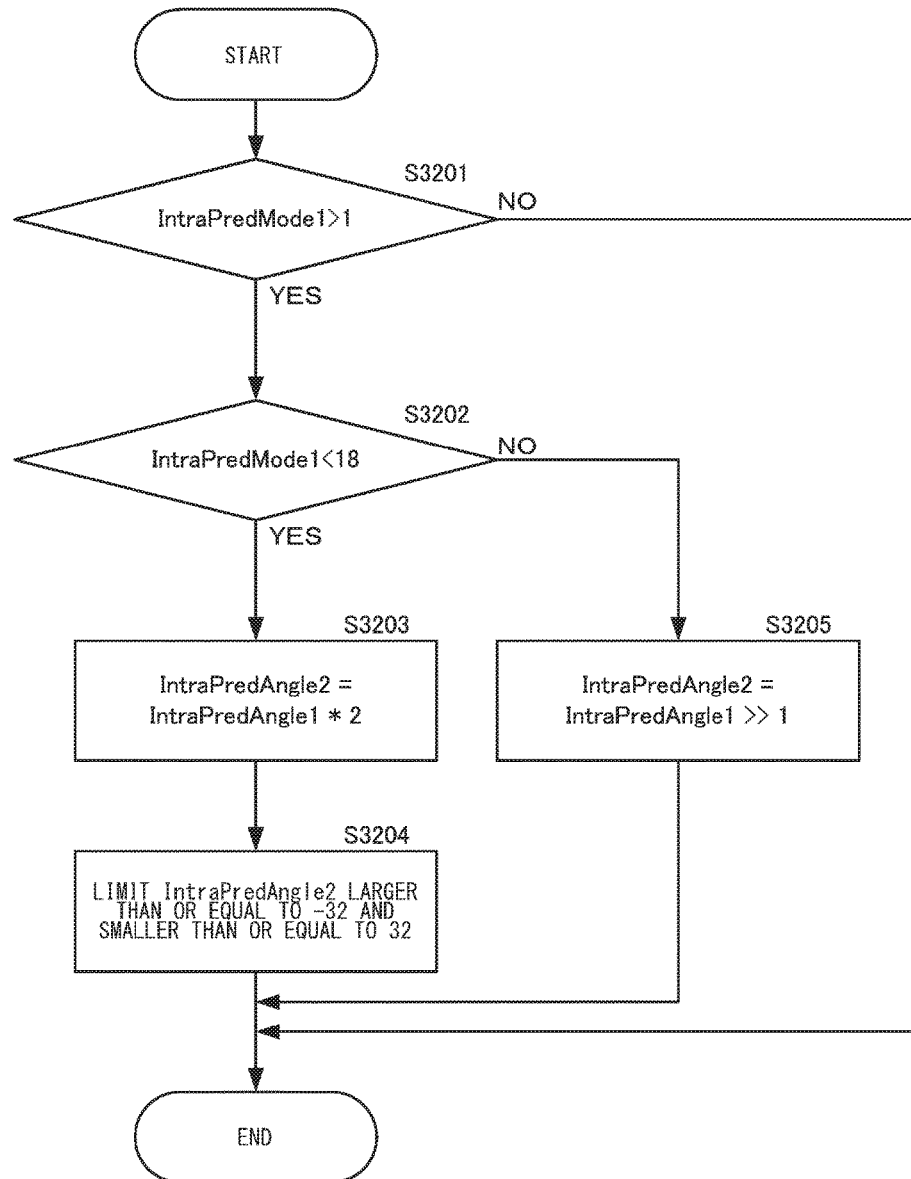 START
S3201
IntraPredMode1>1
NO
YES
S3202
IntraPredMode1<18
NO
YES
S3203
IntraPredAngle2 =
IntraPredAngle1 * 2
S3205
IntraPredAngle2 =
IntraPredAngle1 >> 1
S3204
LIMIT IntraPredAngle2 LARGER
THAN OR EQUAL TO -32 AND
SMALLER THAN OR EQUAL TO 32
END